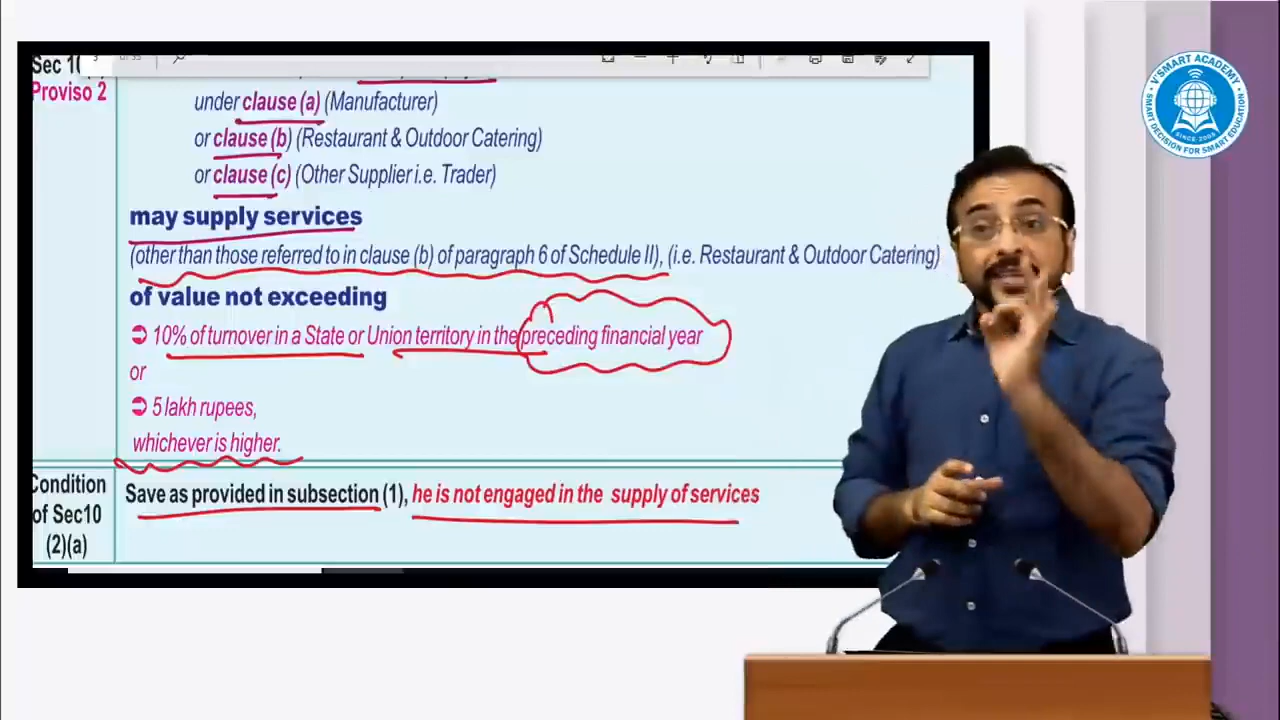 Sec 10
Proviso 2
under clause (a) (Manufacturer)
or clause (b) (Restaurant & Outdoor Catering)
or clause (c) (Other Supplier i.e. Trader)
may supply services
(other than those referred to in clause (b) of paragraph 6 of Schedule II), (i.e. Restaurant & Outdoor Catering)
of value not exceeding
➲ 10% of turnover in a State or Union territory in the preceding financial year
or
➲ 5 lakh rupees,
whichever is higher.
Condition
of Sec10
(2)(a)
Save as provided in subsection (1), he is not engaged in the supply of services
V'SMART ACADEMY
SINCE 2005
SMART DECISION FOR SMART EDUCATION